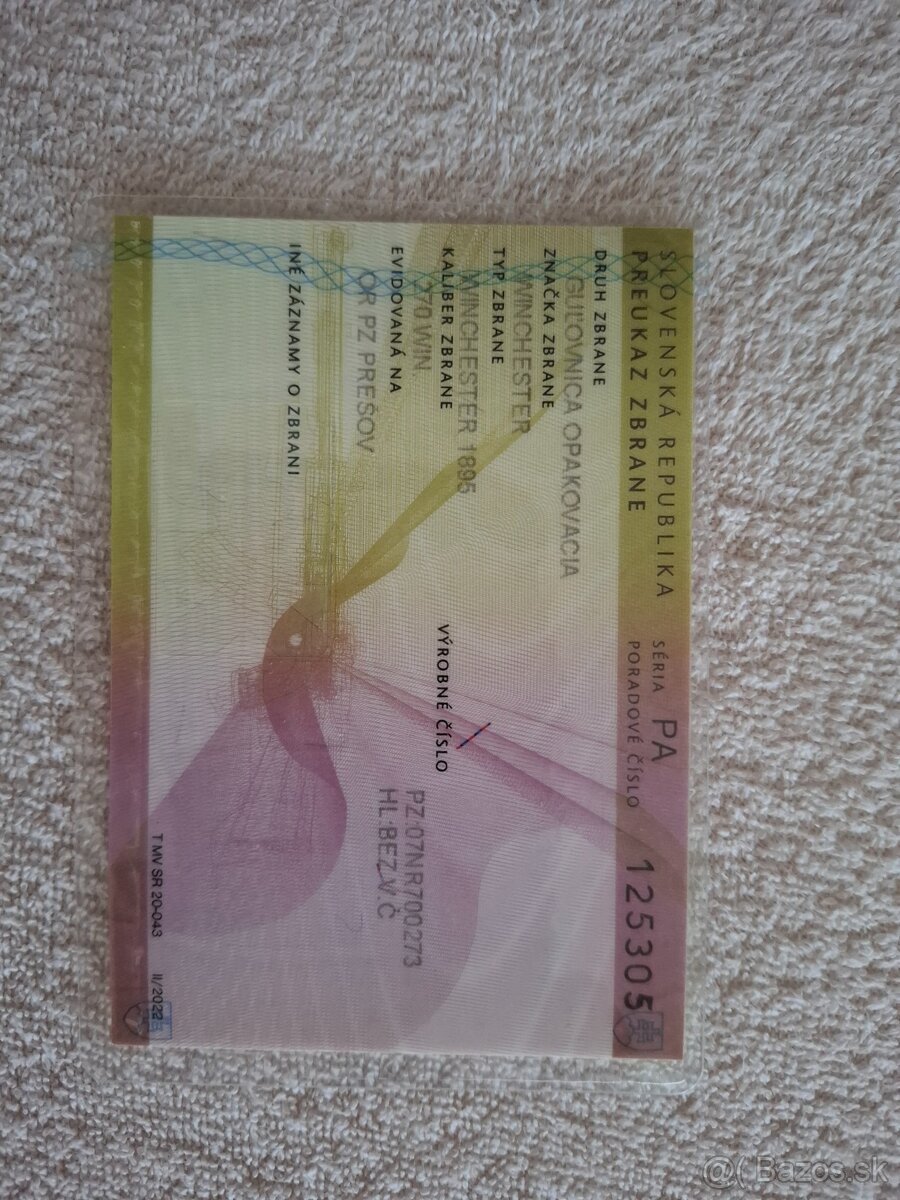 SLOVENSKÁ REPUBLIKA
PREUKAZ ZBRANE
SÉRIA PA
PORADOVÉ ČÍSLO 125305
DRUH ZBRANE
GUĽOVNICA OPAKOVACIA
ZNAČKA ZBRANE
WINCHESTER
TYP ZBRANE
WINCHESTER 1895
KALIBER ZBRANE
.270 WIN.
VÝROBNÉ ČÍSLO
PZ:07NR700273
HL:BEZ.V.Č
EVIDOVANÁ NA
OR PZ PREŠOV
INÉ ZÁZNAMY O ZBRANI
T MV SR 20-043 II/2022
@( Bazos.sk